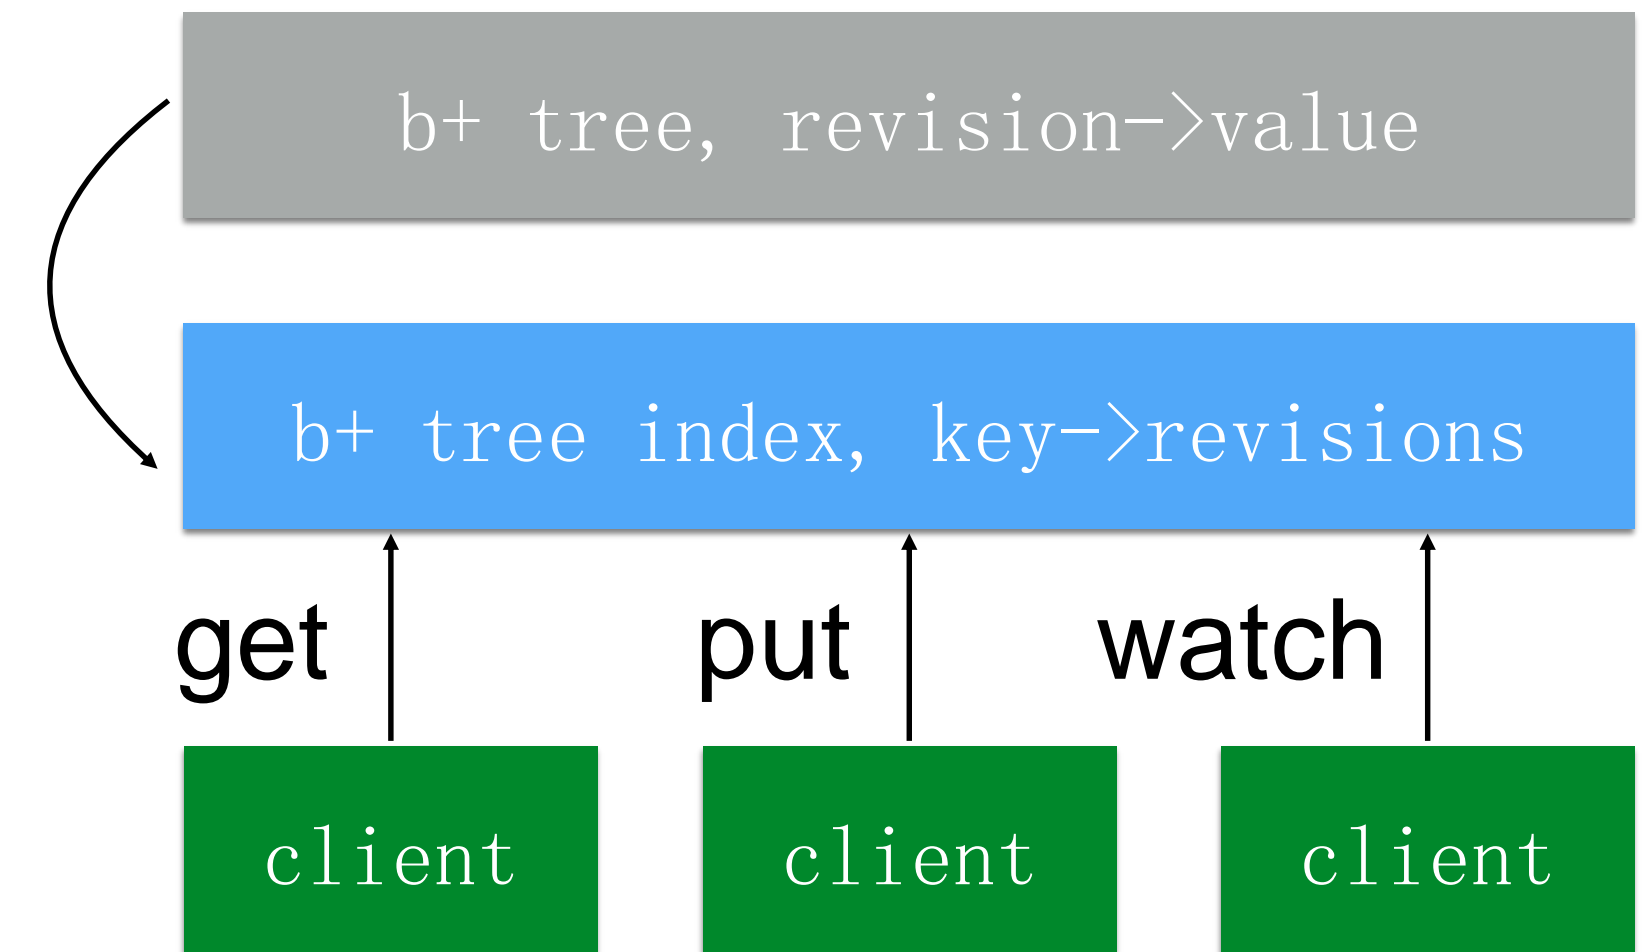 b+ tree, revision->value
b+ tree index, key->revisions
get
put
watch
client
client
client